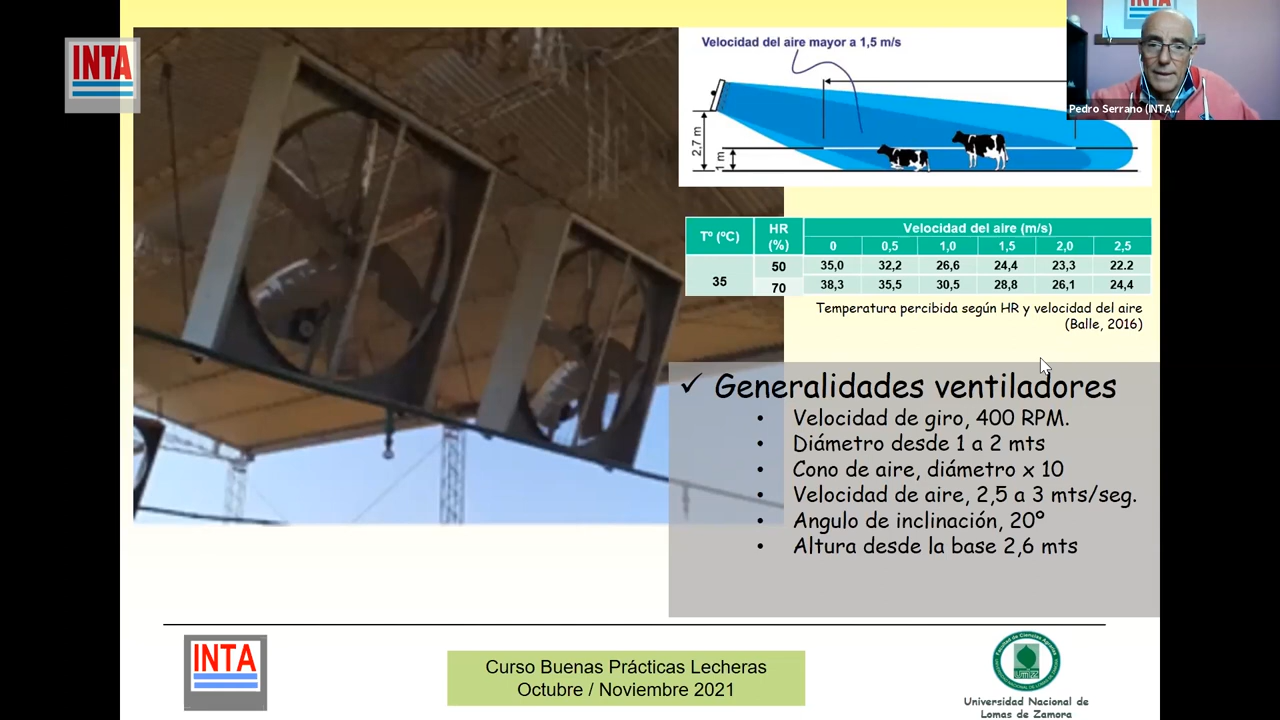 INTA
Velocidad del aire mayor a 1,5 m/s
2,7 m
1 m
INTA
Pedro Serrano (INTA...
Tº (ºC) HR (%) Velocidad del aire (m/s)
0 0,5 1,0 1,5 2,0 2,5
35 50 35,0 32,2 26,6 24,4 23,3 22.2
70 38,3 35,5 30,5 28,8 26,1 24,4
Temperatura percibida según HR y velocidad del aire
(Balle, 2016)
✓ Generalidades ventiladores
• Velocidad de giro, 400 RPM.
• Diámetro desde 1 a 2 mts
• Cono de aire, diámetro x 10
• Velocidad de aire, 2,5 a 3 mts/seg.
• Angulo de inclinación, 20º
• Altura desde la base 2,6 mts
INTA
Curso Buenas Prácticas Lecheras
Octubre / Noviembre 2021
Universidad Nacional de
Lomas de Zamora